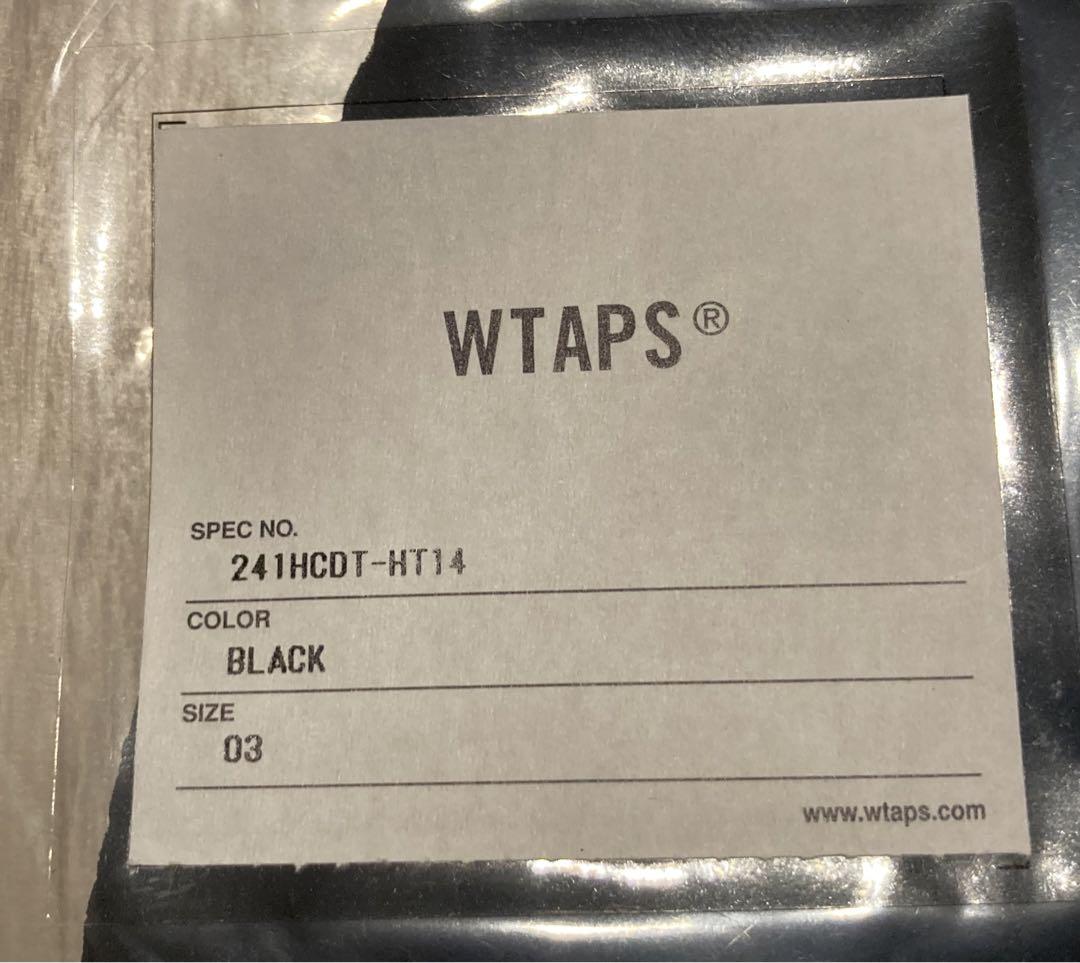 WTAPS®
SPEC NO.
241HCDT-HT14
COLOR
BLACK
SIZE
03
www.wtaps.com